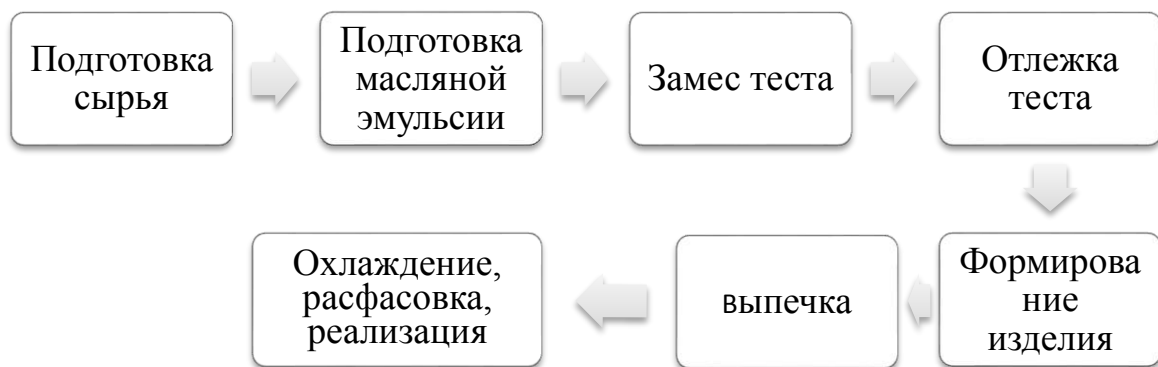 Подготовка
сырья
Подготовка
масляной
эмульсии
Замес теста
Отлежка
теста
Формирова
ние
изделия
выпечка
Охлаждение,
расфасовка,
реализация